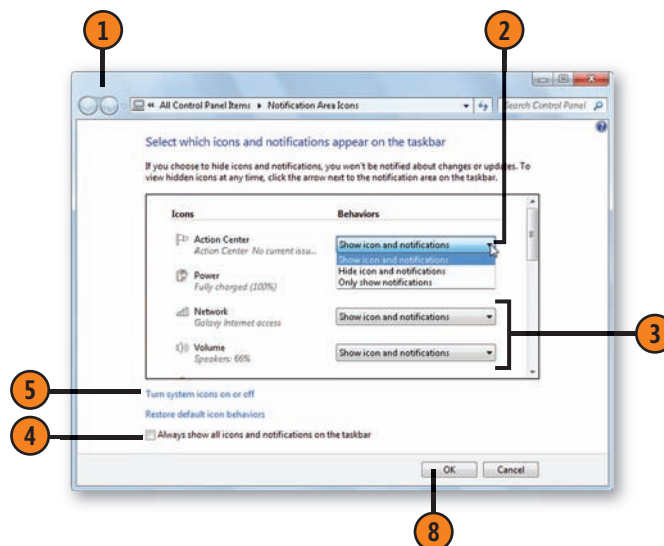 1
2
« All Control Panel Items ▸ Notification Area Icons
Search Control Panel
Select which icons and notifications appear on the taskbar
If you choose to hide icons and notifications, you won't be notified about changes or updates. To
view hidden icons at any time, click the arrow next to the notification area on the taskbar.
Icons Behaviors
Action Center Show icon and notifications
Action Center No current issu...
Show icon and notifications
Hide icon and notifications
Only show notifications
Power
Fully charged (100%)
Network Show icon and notifications
Galaxy Internet access
3
Volume Show icon and notifications
Speakers: 66%
5
Turn system icons on or off
Restore default icon behaviors
4
Always show all icons and notifications on the taskbar
OK Cancel
8